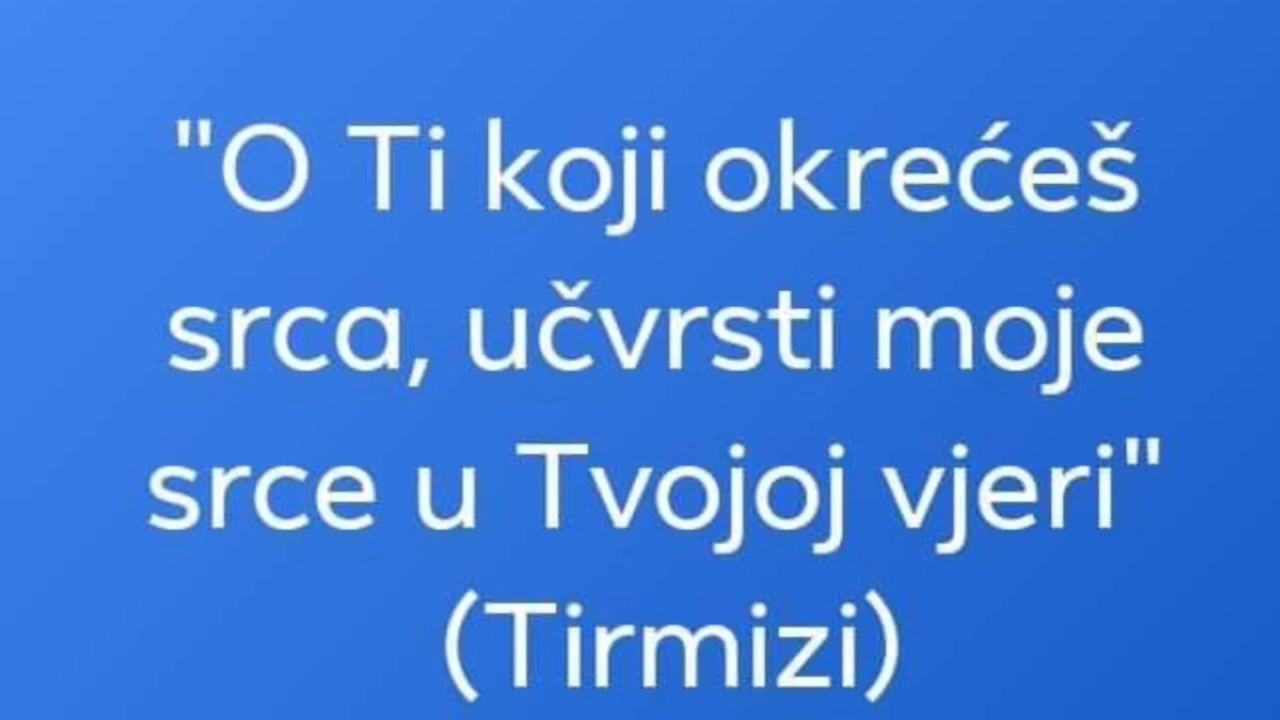 "O Ti koji okrećeš
srca, učvrsti moje
srce u Tvojoj vjeri"
(Tirmizi)